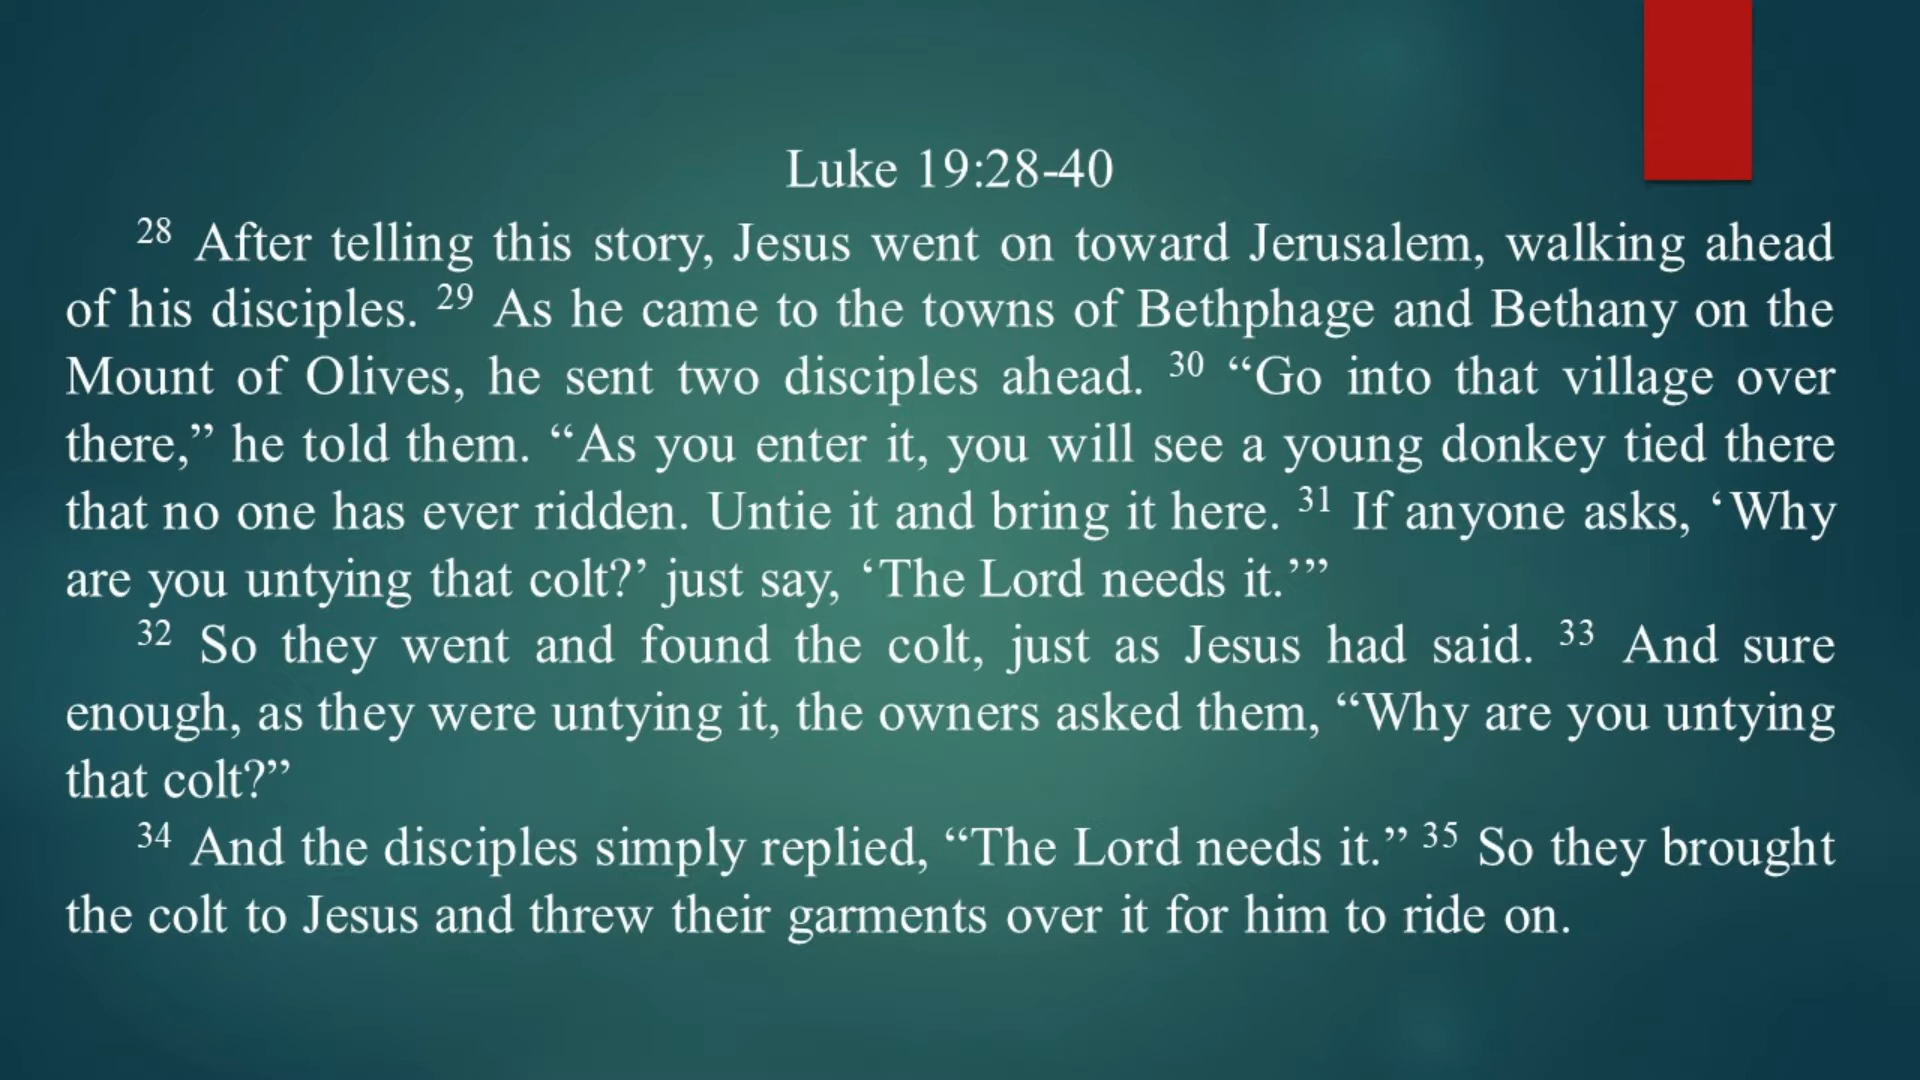 Luke 19:28-40
28 After telling this story, Jesus went on toward Jerusalem, walking ahead
of his disciples. 29 As he came to the towns of Bethphage and Bethany on the
Mount of Olives, he sent two disciples ahead. 30 “Go into that village over
there,” he told them. “As you enter it, you will see a young donkey tied there
that no one has ever ridden. Untie it and bring it here. 31 If anyone asks, ‘Why
are you untying that colt?’ just say, ‘The Lord needs it.’”
32 So they went and found the colt, just as Jesus had said. 33 And sure
enough, as they were untying it, the owners asked them, “Why are you untying
that colt?”
34 And the disciples simply replied, “The Lord needs it.” 35 So they brought
the colt to Jesus and threw their garments over it for him to ride on.